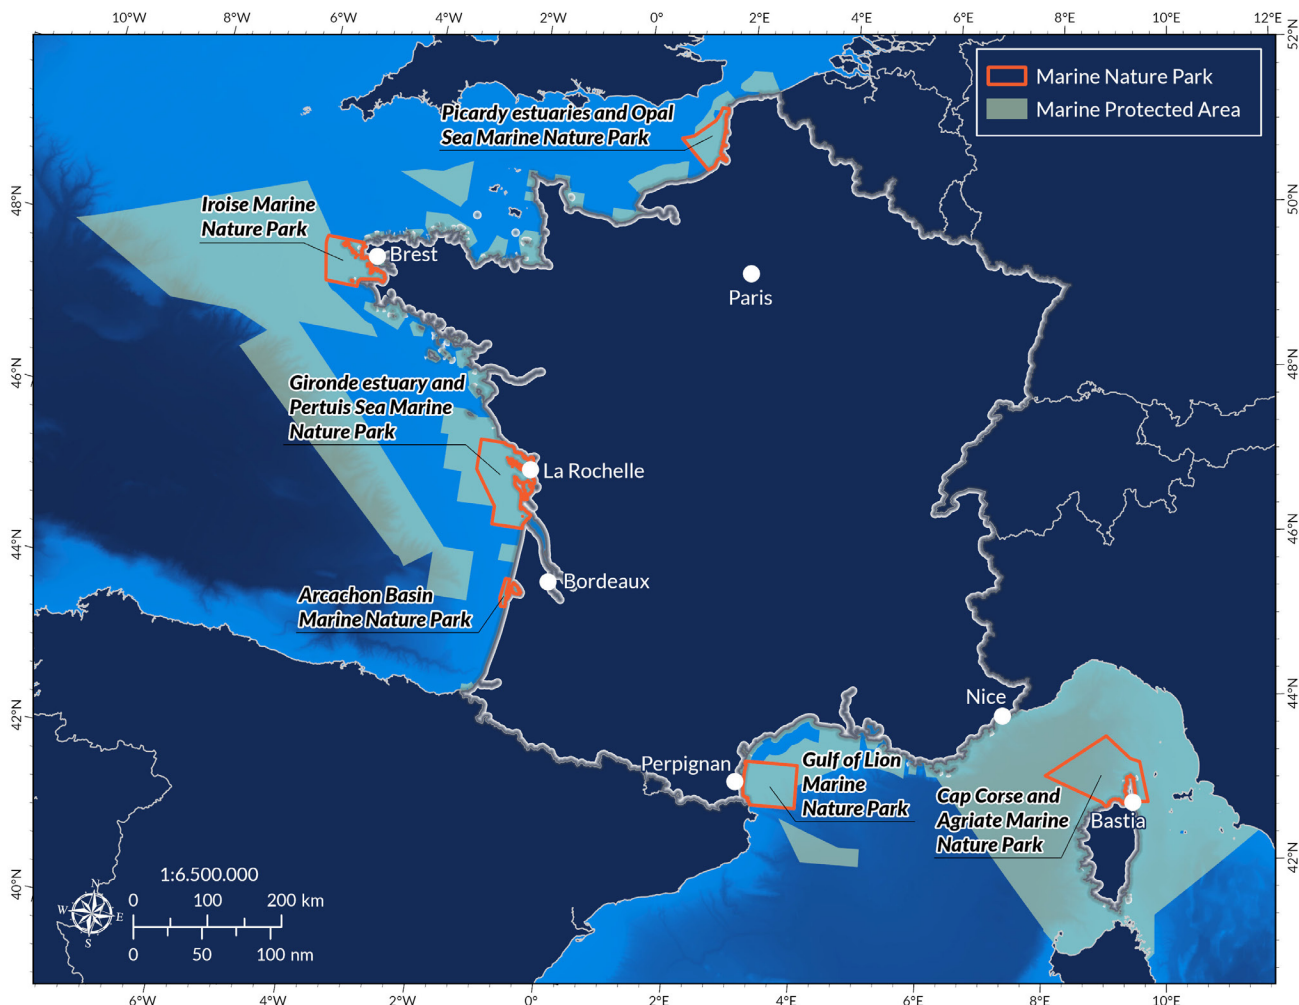 10°W 8°W 6°W 4°W 2°W 0° 2°E 4°E 6°E 8°E 10°E 12°E
52°N
50°N
48°N
46°N
44°N
42°N
48°N
46°N
44°N
42°N
40°N
Marine Nature Park
Marine Protected Area
Picardy estuaries and Opal
Sea Marine Nature Park
Iroise Marine
Nature Park
Brest
Paris
Gironde estuary and
Pertuis Sea Marine
Nature Park
La Rochelle
Bordeaux
Arcachon Basin
Marine Nature Park
Nice
Perpignan
Gulf of Lion
Marine
Nature Park
Cap Corse and
Agriate Marine
Nature Park
Bastia
1:6.500.000
0 100 200 km
0 50 100 nm
N
W E
S
6°W 4°W 2°W 0° 2°E 4°E 6°E 8°E 10°E